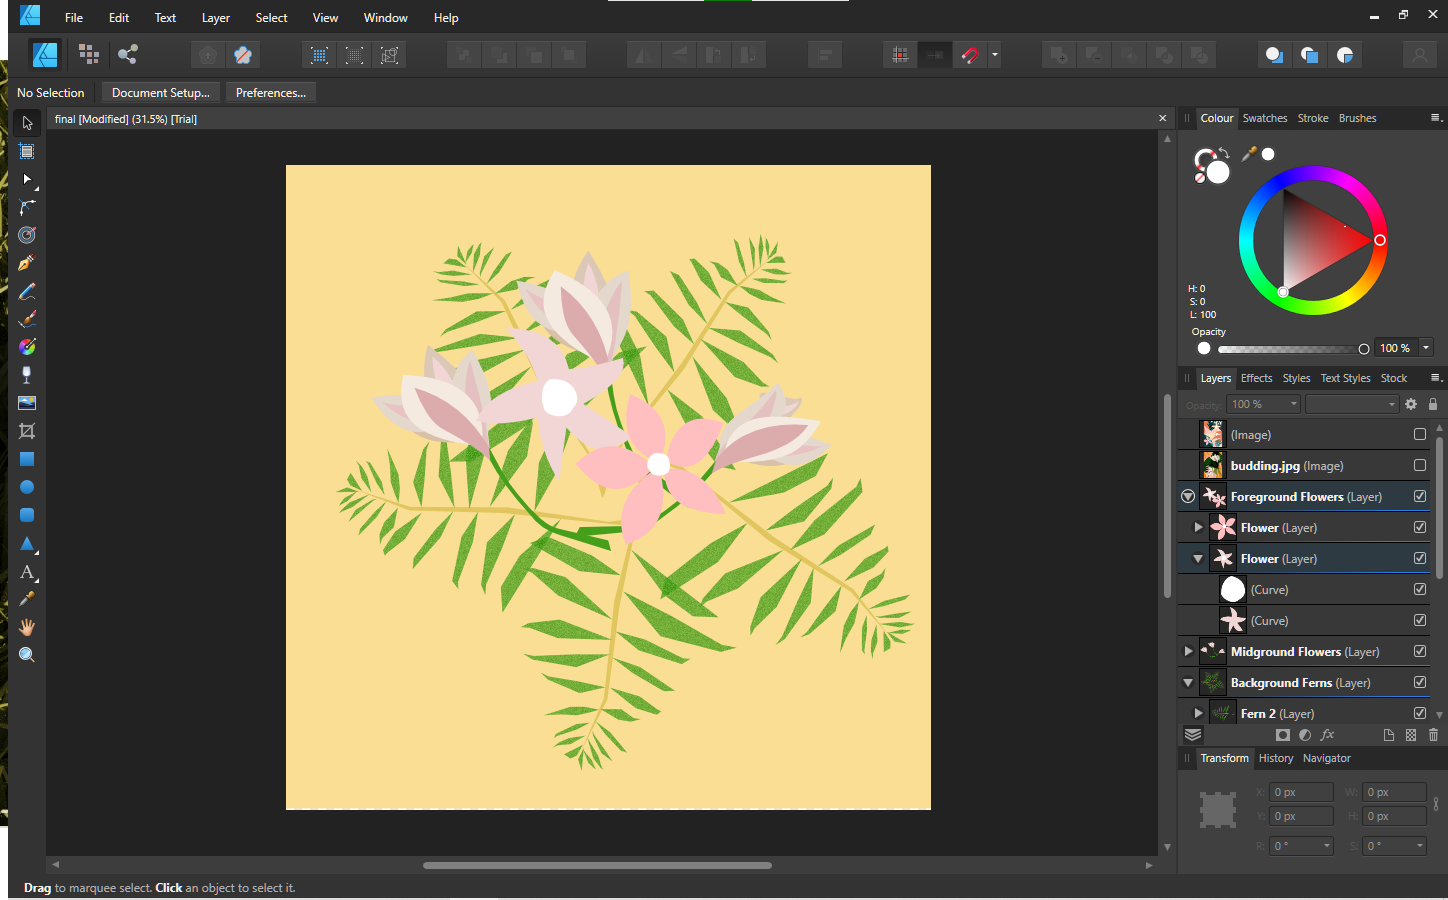 File Edit Text Layer Select View Window Help
No Selection Document Setup... Preferences...
final [Modified] (31.5%) [Trial]
Colour Swatches Stroke Brushes
H: 0
S: 0
L: 100
Opacity
100 %
Layers Effects Styles Text Styles Stock
Opacity: 100 %
(Image)
budding.jpg (Image)
Foreground Flowers (Layer)
Flower (Layer)
Flower (Layer)
(Curve)
(Curve)
Midground Flowers (Layer)
Background Ferns (Layer)
Fern 2 (Layer)
fx
Transform History Navigator
X: 0 px W: 0 px
Y: 0 px H: 0 px
R: 0 ° S: 0 °
Drag to marquee select. Click an object to select it.